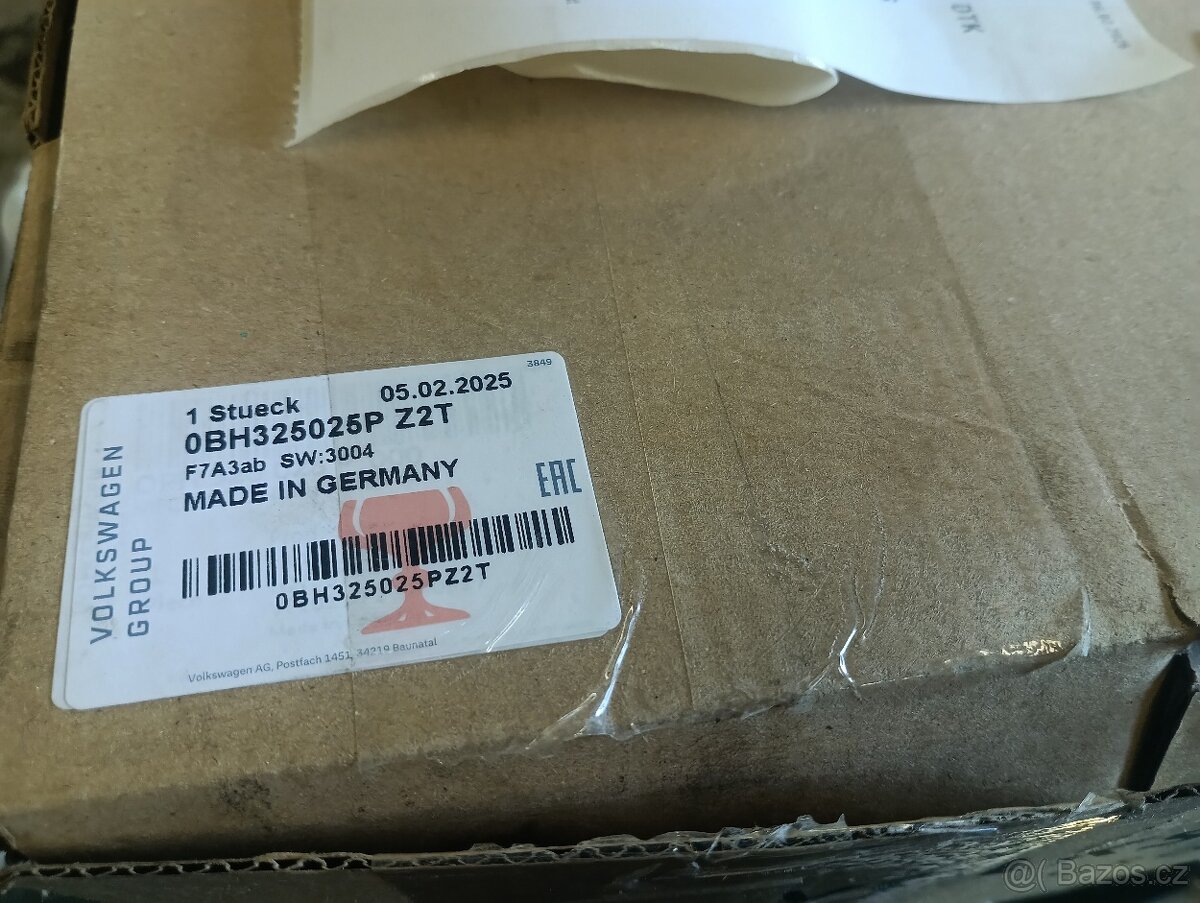 DTK
3849
1 Stueck 05.02.2025
0BH325025P Z2T
F7A3ab SW:3004
MADE IN GERMANY
EAC
VOLKSWAGEN
GROUP
0BH325025PZ2T
Volkswagen AG, Postfach 1451, 34219 Baunatal
@( Bazos.cz